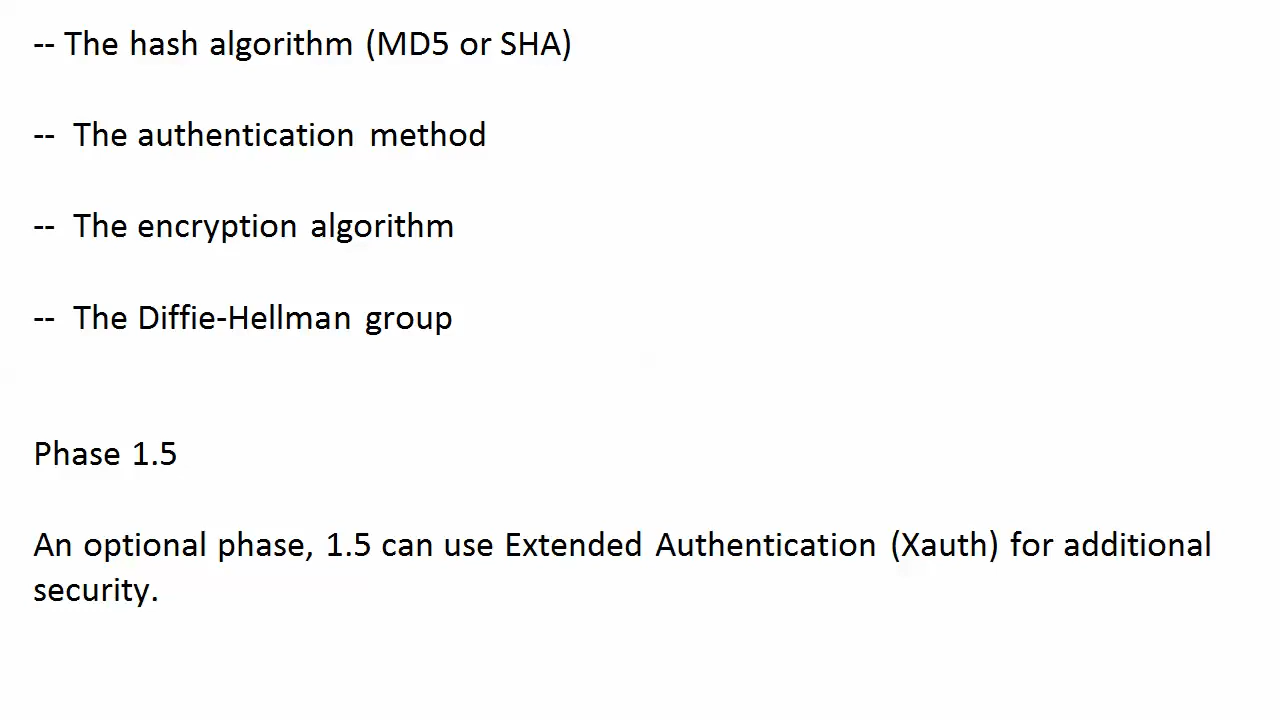 -- The hash algorithm (MD5 or SHA)
-- The authentication method
-- The encryption algorithm
-- The Diffie-Hellman group
Phase 1.5
An optional phase, 1.5 can use Extended Authentication (Xauth) for additional
security.